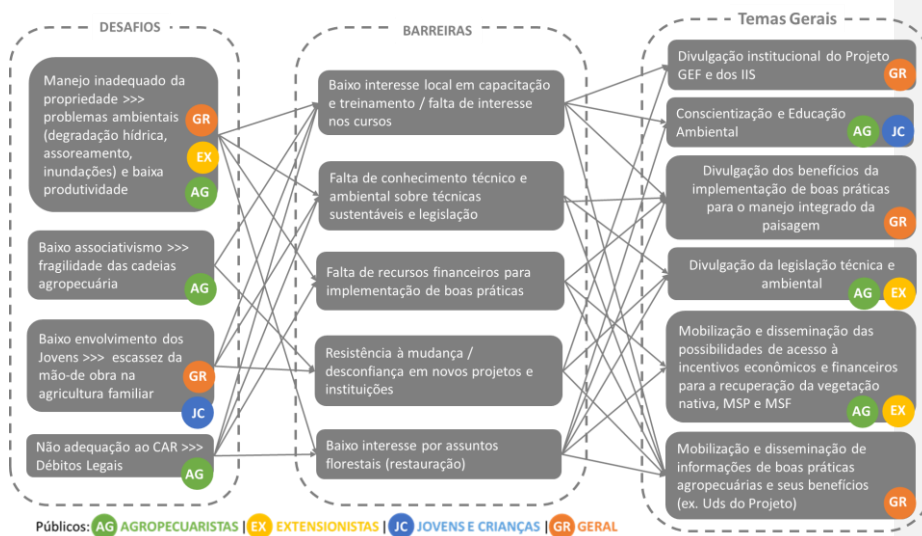 DESAFIOS
Manejo inadequado da
propriedade >>>
problemas ambientais
(degradação hídrica,
assoreamento,
inundações) e baixa
produtividade
GR
EX
AG
Baixo associativismo >>>
fragilidade das cadeias
agropecuária
AG
Baixo envolvimento dos
Jovens >>> escassez da
mão-de obra na
agricultura familiar
GR
JC
Não adequação ao CAR >>>
Débitos Legais
AG
BARREIRAS
Baixo interesse local em capacitação
e treinamento / falta de interesse
nos cursos
Falta de conhecimento técnico e
ambiental sobre técnicas
sustentáveis e legislação
Falta de recursos financeiros para
implementação de boas práticas
Resistência à mudança /
desconfiança em novos projetos e
instituições
Baixo interesse por assuntos
florestais (restauração)
Temas Gerais
Divulgação institucional do Projeto
GEF e dos IIS
GR
Conscientização e Educação
Ambiental
AG JC
Divulgação dos benefícios da
implementação de boas práticas
para o manejo integrado da
paisagem
GR
Divulgação da legislação técnica e
ambiental
AG EX
Mobilização e disseminação das
possibilidades de acesso à
incentivos econômicos e financeiros
para a recuperação da vegetação
nativa, MSP e MSF
AG EX
Mobilização e disseminação de
informações de boas práticas
agropecuárias e seus benefícios
(ex. Uds do Projeto)
GR
Públicos: AG AGROPECUARISTAS | EX EXTENSIONISTAS | JC JOVENS E CRIANÇAS | GR GERAL